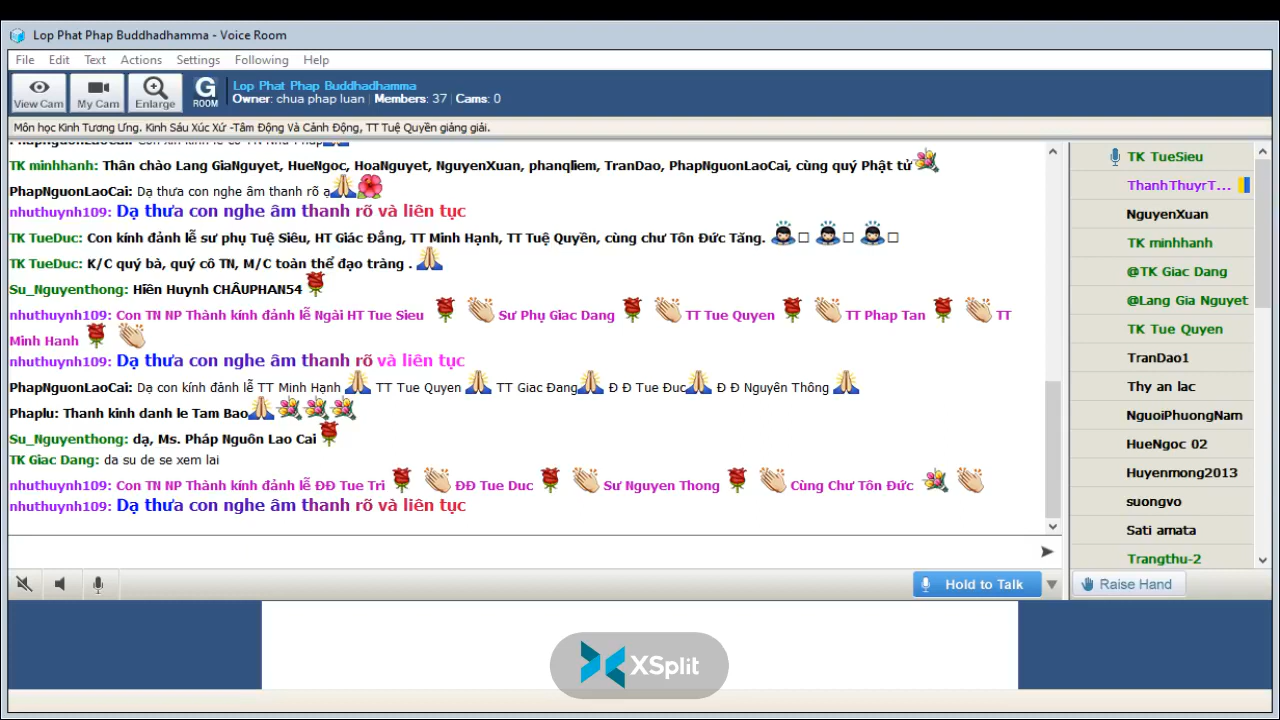 Lop Phat Phap Buddhadhamma - Voice Room
File Edit Text Actions Settings Following Help
View Cam My Cam Enlarge G ROOM
Lop Phat Phap Buddhadhamma
Owner: chua phap luan | Members: 37 | Cams: 0
Môn học Kinh Tương Ưng. Kinh Sáu Xúc Xứ -Tâm Động Và Cảnh Động, TT Tuệ Quyền giảng giải.
TK minhhanh: Thân chào Lang GiaNguyet, HueNgoc, HoaNguyet, NguyenXuan, phanqliem, TranDao, PhapNguonLaoCai, cùng quý Phật tử
PhapNguonLaoCai: Dạ thưa con nghe âm thanh rõ ạ
nhuthuynh109: Dạ thưa con nghe âm thanh rõ và liên tục
TK TueDuc: Con kính đảnh lễ sư phụ Tuệ Siêu, HT Giác Đẳng, TT Minh Hạnh, TT Tuệ Quyền, cùng chư Tôn Đức Tăng.
TK TueDuc: K/C quý bà, quý cô TN, M/C toàn thể đạo tràng .
Su_Nguyenthong: Hiền Huynh CHÂUPHAN54
nhuthuynh109: Con TN NP Thành kính đảnh lễ Ngài HT Tue Sieu Sư Phụ Giac Dang TT Tue Quyen TT Phap Tan TT
Minh Hanh
nhuthuynh109: Dạ thưa con nghe âm thanh rõ và liên tục
PhapNguonLaoCai: Dạ con kính đảnh lễ TT Minh Hạnh TT Tue Quyen TT Giac Đang Đ Đ Tue Đuc Đ Đ Nguyên Thông
Phaplu: Thanh kinh danh le Tam Bao
Su_Nguyenthong: dạ, Ms. Pháp Nguôn Lao Cai
TK Giac Dang: da su de se xem lai
nhuthuynh109: Con TN NP Thành kính đảnh lễ ĐĐ Tue Tri ĐĐ Tue Duc Sư Nguyen Thong Cùng Chư Tôn Đức
nhuthuynh109: Dạ thưa con nghe âm thanh rõ và liên tục
Hold to Talk
TK TueSieu
ThanhThuyrT...
NguyenXuan
TK minhhanh
@TK Giac Dang
@Lang Gia Nguyet
TK Tue Quyen
TranDao1
Thy an lac
NguoiPhuongNam
HueNgoc 02
Huyenmong2013
suongvo
Sati amata
Trangthu-2
Raise Hand
XSplit